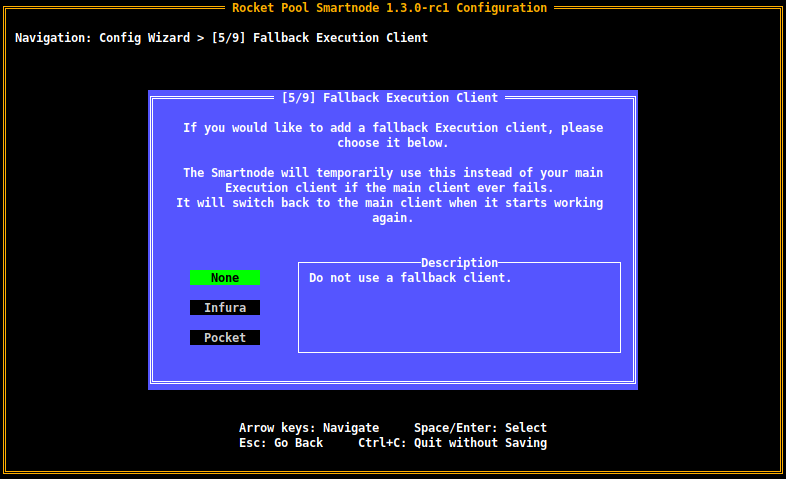 Rocket Pool Smartnode 1.3.0-rc1 Configuration
Navigation: Config Wizard > [5/9] Fallback Execution Client
[5/9] Fallback Execution Client
If you would like to add a fallback Execution client, please
choose it below.
The Smartnode will temporarily use this instead of your main
Execution client if the main client ever fails.
It will switch back to the main client when it starts working
again.
None
Infura
Pocket
Description
Do not use a fallback client.
Arrow keys: Navigate     Space/Enter: Select
Esc: Go Back     Ctrl+C: Quit without Saving